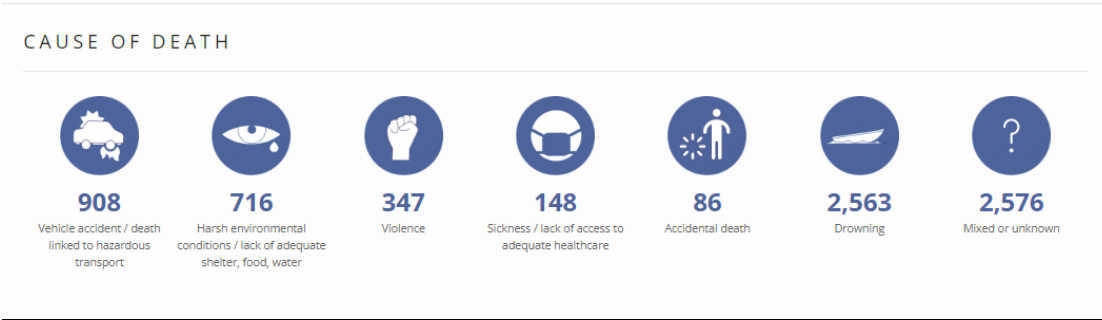 CAUSE OF DEATH
908
Vehicle accident / death
linked to hazardous
transport
716
Harsh environmental
conditions / lack of adequate
shelter, food, water
347
Violence
148
Sickness / lack of access to
adequate healthcare
86
Accidental death
2,563
Drowning
?
2,576
Mixed or unknown